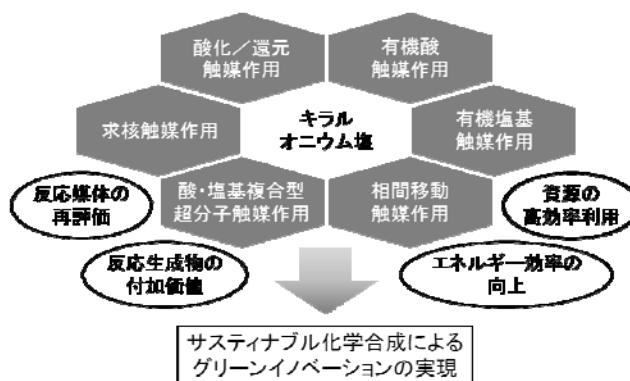 酸化／還元
触媒作用
有機酸
触媒作用
求核触媒作用
キラル
オニウム塩
有機塩基
触媒作用
酸・塩基複合型
超分子触媒作用
相間移動
触媒作用
反応媒体の
再評価
資源の
高効率利用
反応生成物の
付加価値
エネルギー効率の
向上
サスティナブル化学合成による
グリーンイノベーションの実現